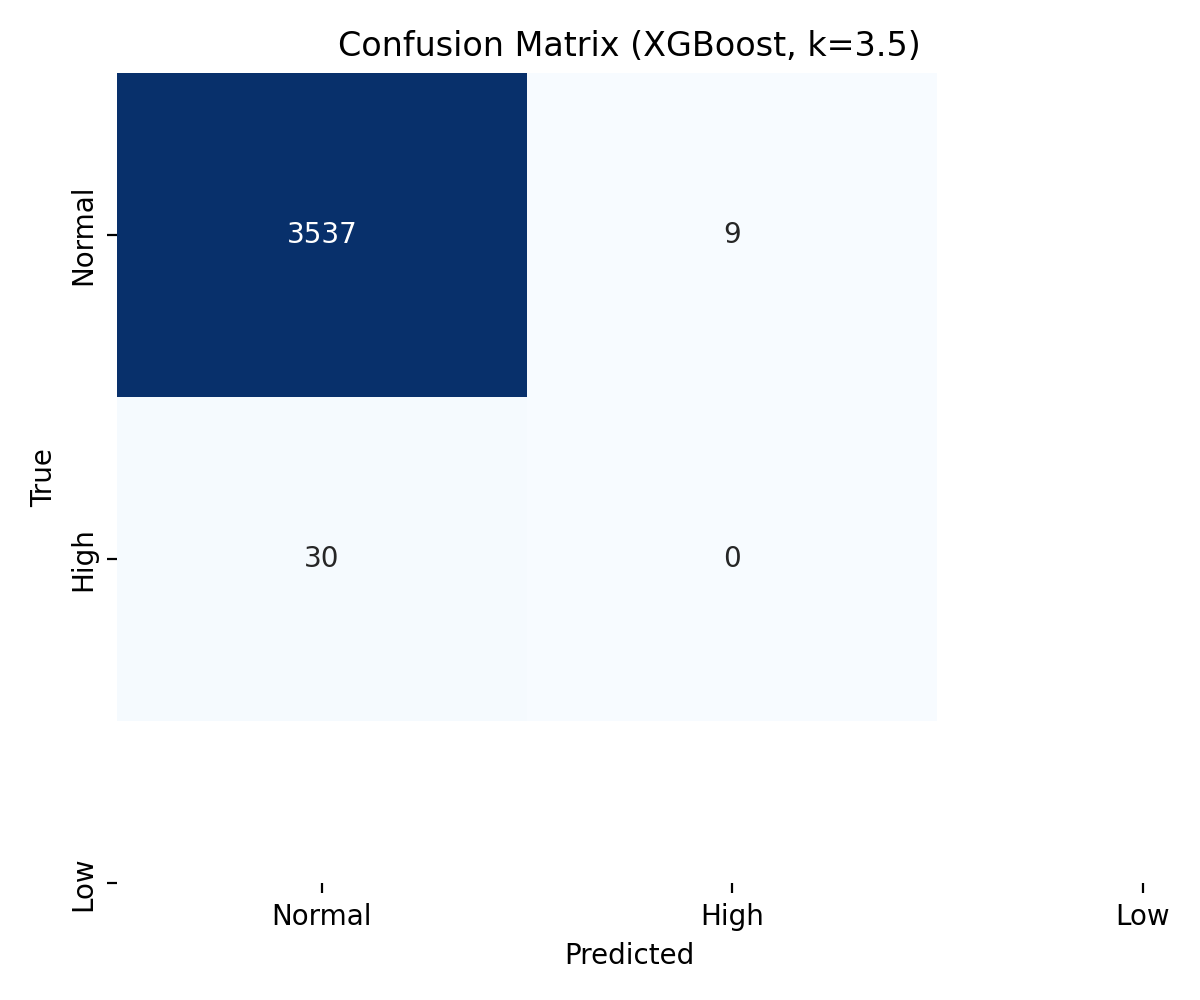 Confusion Matrix (XGBoost, k=3.5)
Normal
3537
9
True
High
30
0
Low
Normal
High
Low
Predicted